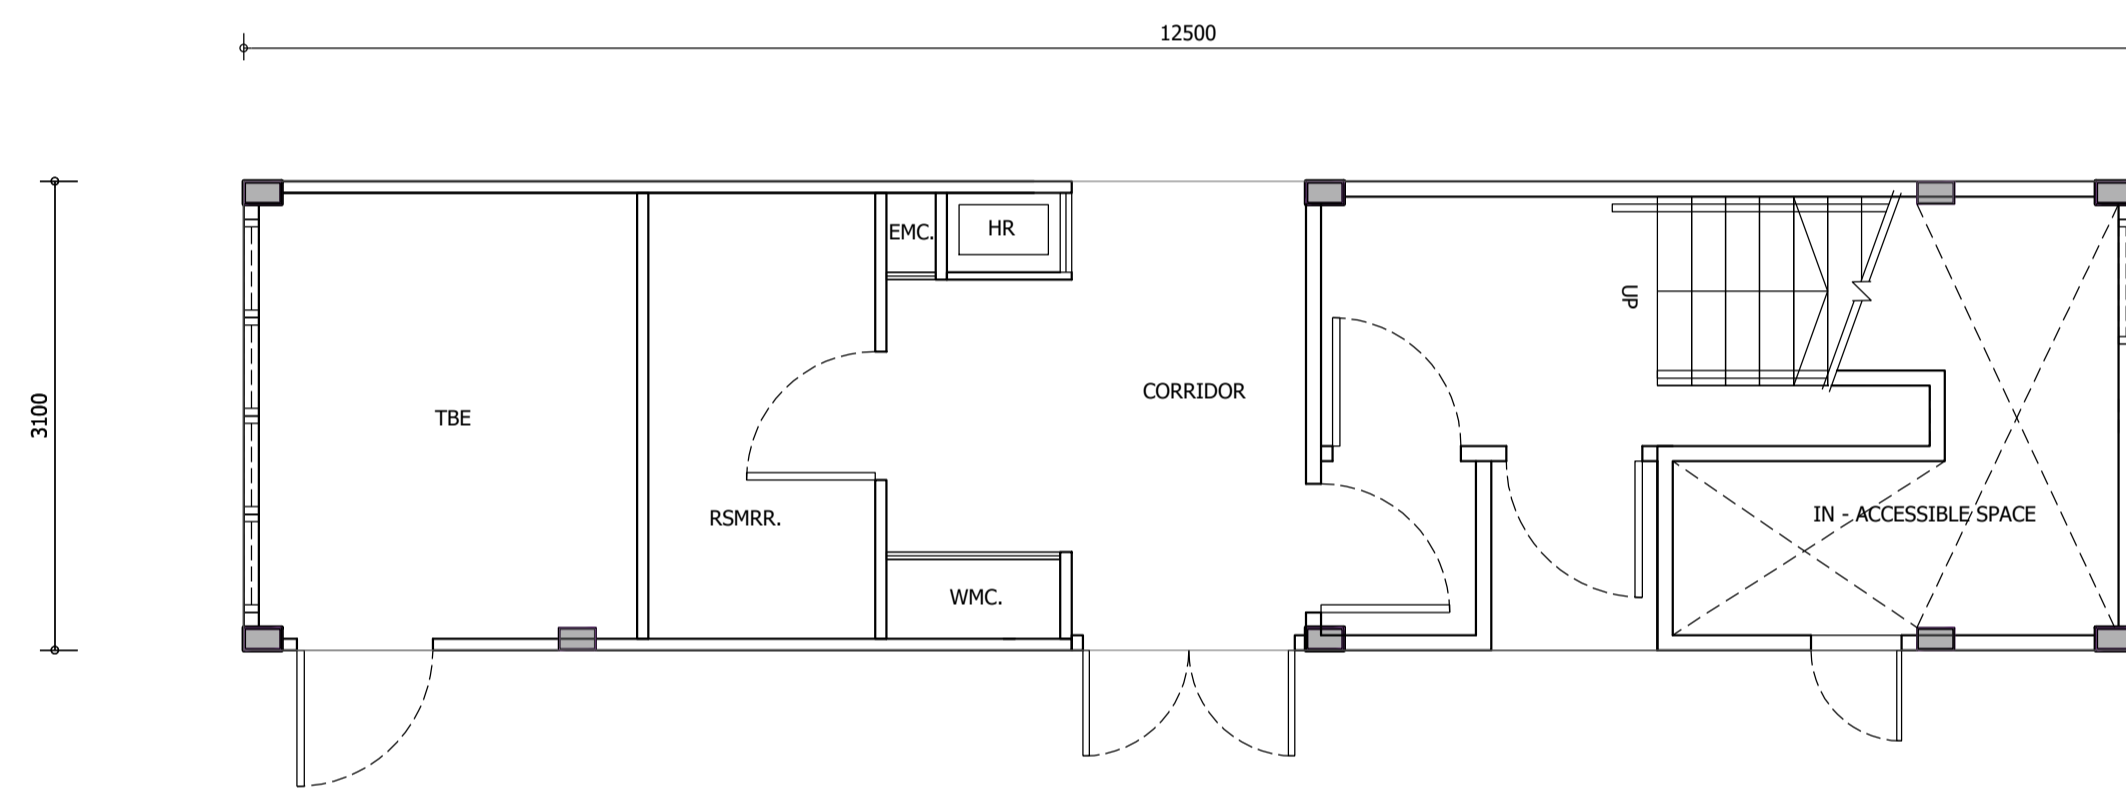 12500
3100
EMC.
HR
UP
CORRIDOR
TBE
RSMRR.
IN - ACCESSIBLE SPACE
WMC.